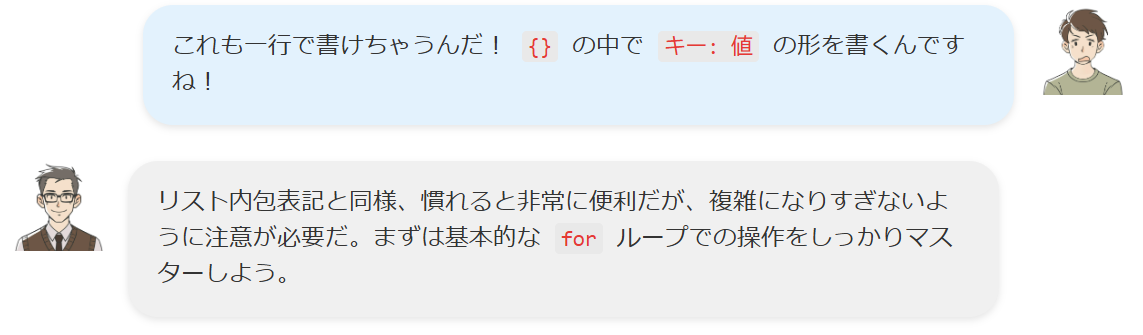 これも一行で書けちゃうんだ！ {} の中で キー: 値 の形を書くんです
ね！
リスト内包表記と同様、慣れると非常に便利だが、複雑になりすぎないよ
うに注意が必要だ。まずは基本的な for ループでの操作をしっかりマス
ターしよう。